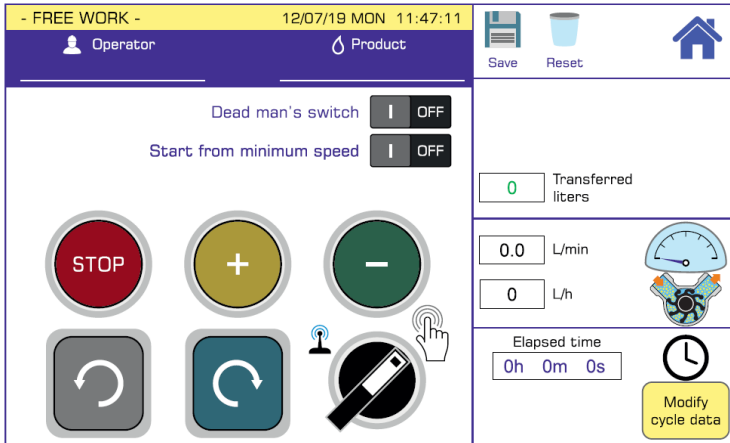 - FREE WORK -
12/07/19 MON 11:47:11
Operator
Product
Save
Reset
Dead man's switch
I OFF
Start from minimum speed
I OFF
0
Transferred
liters
STOP
+
-
0.0 L/min
0 L/h
Elapsed time
0h 0m 0s
Modify
cycle data